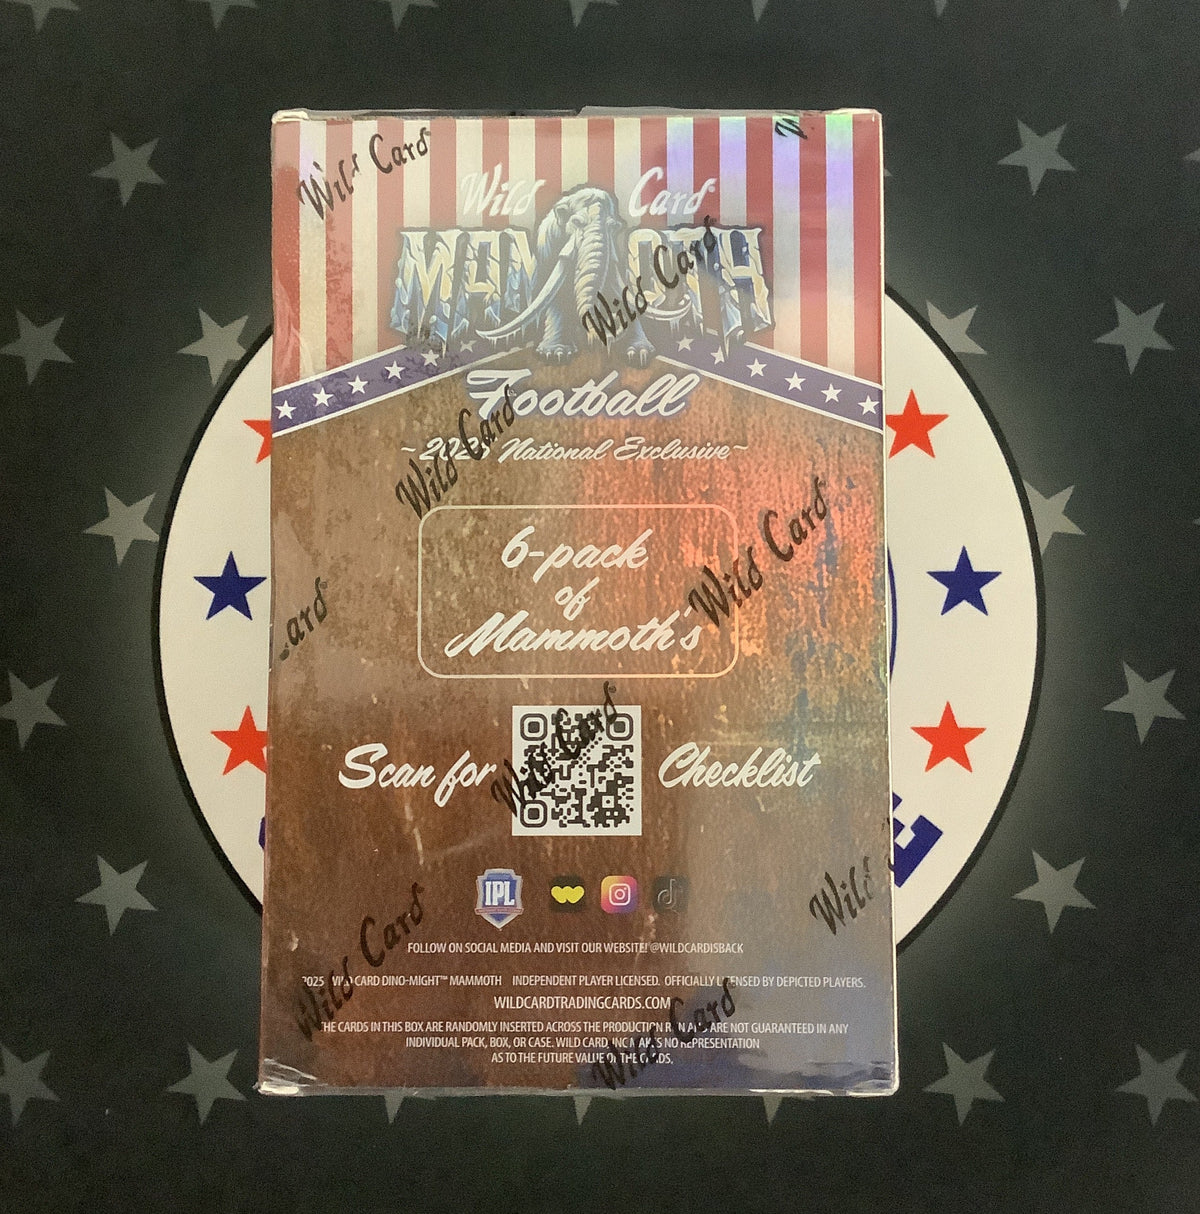 Wild Card
Wild Card
MAMMOTH
Wild Card
Football
Wild Card
~2025 National Exclusive~
6-pack
of
Mammoth's
Wild Card
ard
Scan for
Wild Card
Checklist
IPL
Wild
Wild Card
FOLLOW ON SOCIAL MEDIA AND VISIT OUR WEBSITE! @WILDCARDISBACK
2025 WILD CARD DINO-MIGHT™ MAMMOTH INDEPENDENT PLAYER LICENSED. OFFICIALLY LICENSED BY DEPICTED PLAYERS.
WILDCARDTRADINGCARDS.COM
Wild Card
THE CARDS IN THIS BOX ARE RANDOMLY INSERTED ACROSS THE PRODUCTION RUN AND ARE NOT GUARANTEED IN ANY
INDIVIDUAL PACK, BOX, OR CASE. WILD CARD, INC MAKES NO REPRESENTATION
AS TO THE FUTURE VALUE OF THE CARDS.
E